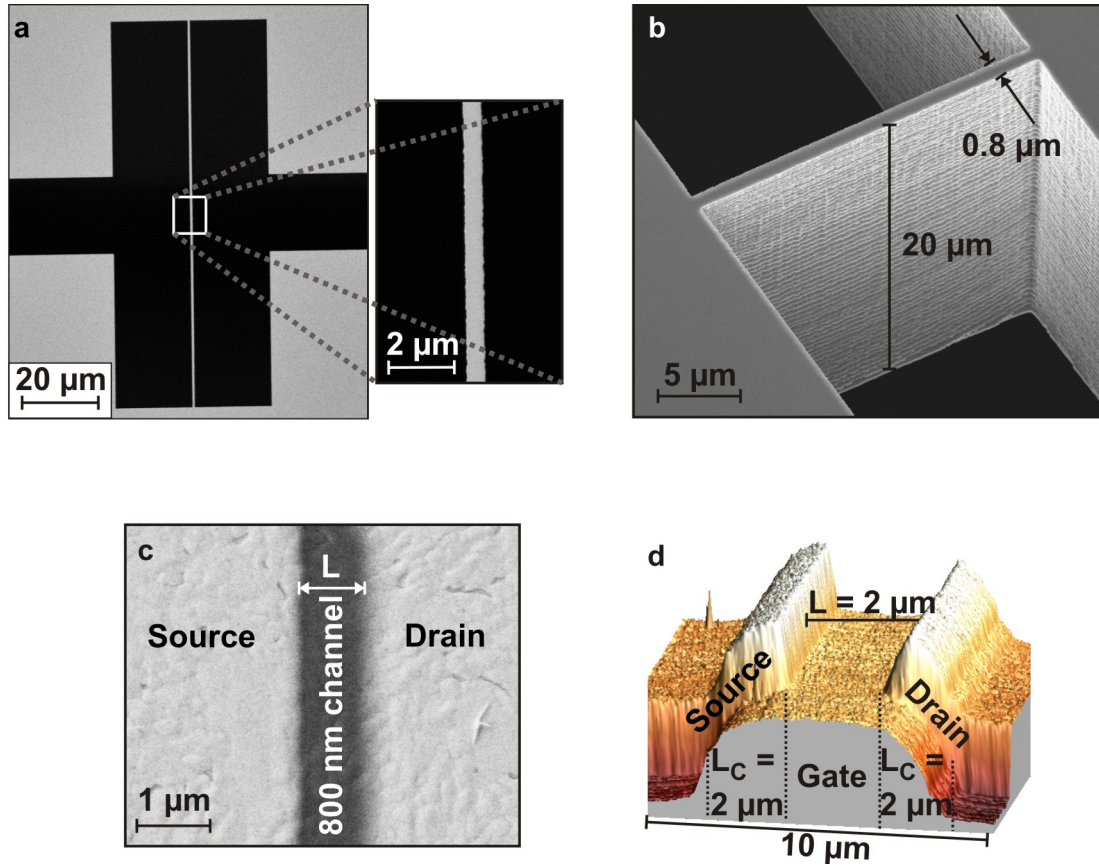 a
20 µm
2 µm
b
0.8 µm
20 µm
5 µm
c
L
Source
800 nm channel
Drain
1 µm
d
L = 2 µm
Source
Drain
L_C =
2 µm
Gate
L_C =
2 µm
10 µm